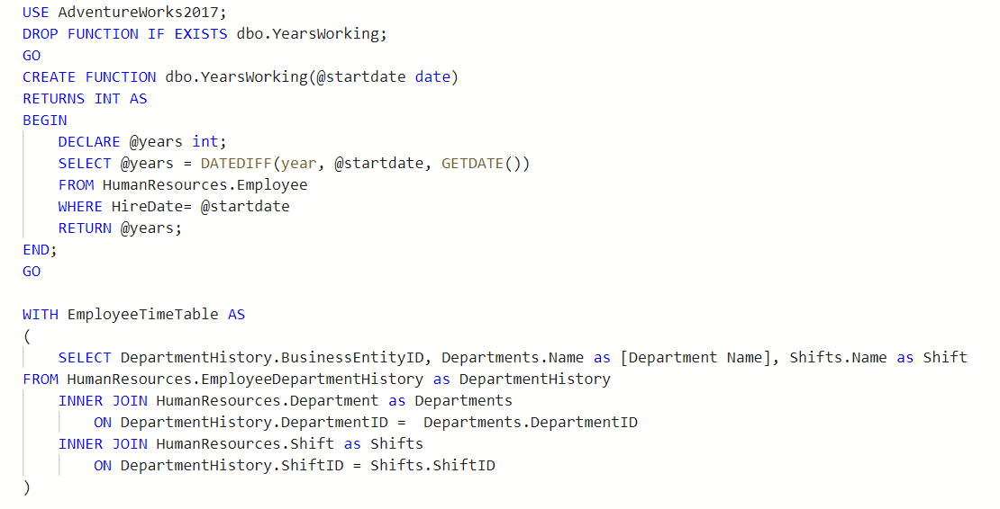 USE AdventureWorks2017;
DROP FUNCTION IF EXISTS dbo.YearsWorking;
GO
CREATE FUNCTION dbo.YearsWorking(@startdate date)
RETURNS INT AS
BEGIN
    DECLARE @years int;
    SELECT @years = DATEDIFF(year, @startdate, GETDATE())
    FROM HumanResources.Employee
    WHERE HireDate= @startdate
    RETURN @years;
END;
GO

WITH EmployeeTimeTable AS
(
    SELECT DepartmentHistory.BusinessEntityID, Departments.Name as [Department Name], Shifts.Name as Shift
FROM HumanResources.EmployeeDepartmentHistory as DepartmentHistory
    INNER JOIN HumanResources.Department as Departments
        ON DepartmentHistory.DepartmentID =  Departments.DepartmentID
    INNER JOIN HumanResources.Shift as Shifts
        ON DepartmentHistory.ShiftID = Shifts.ShiftID
)